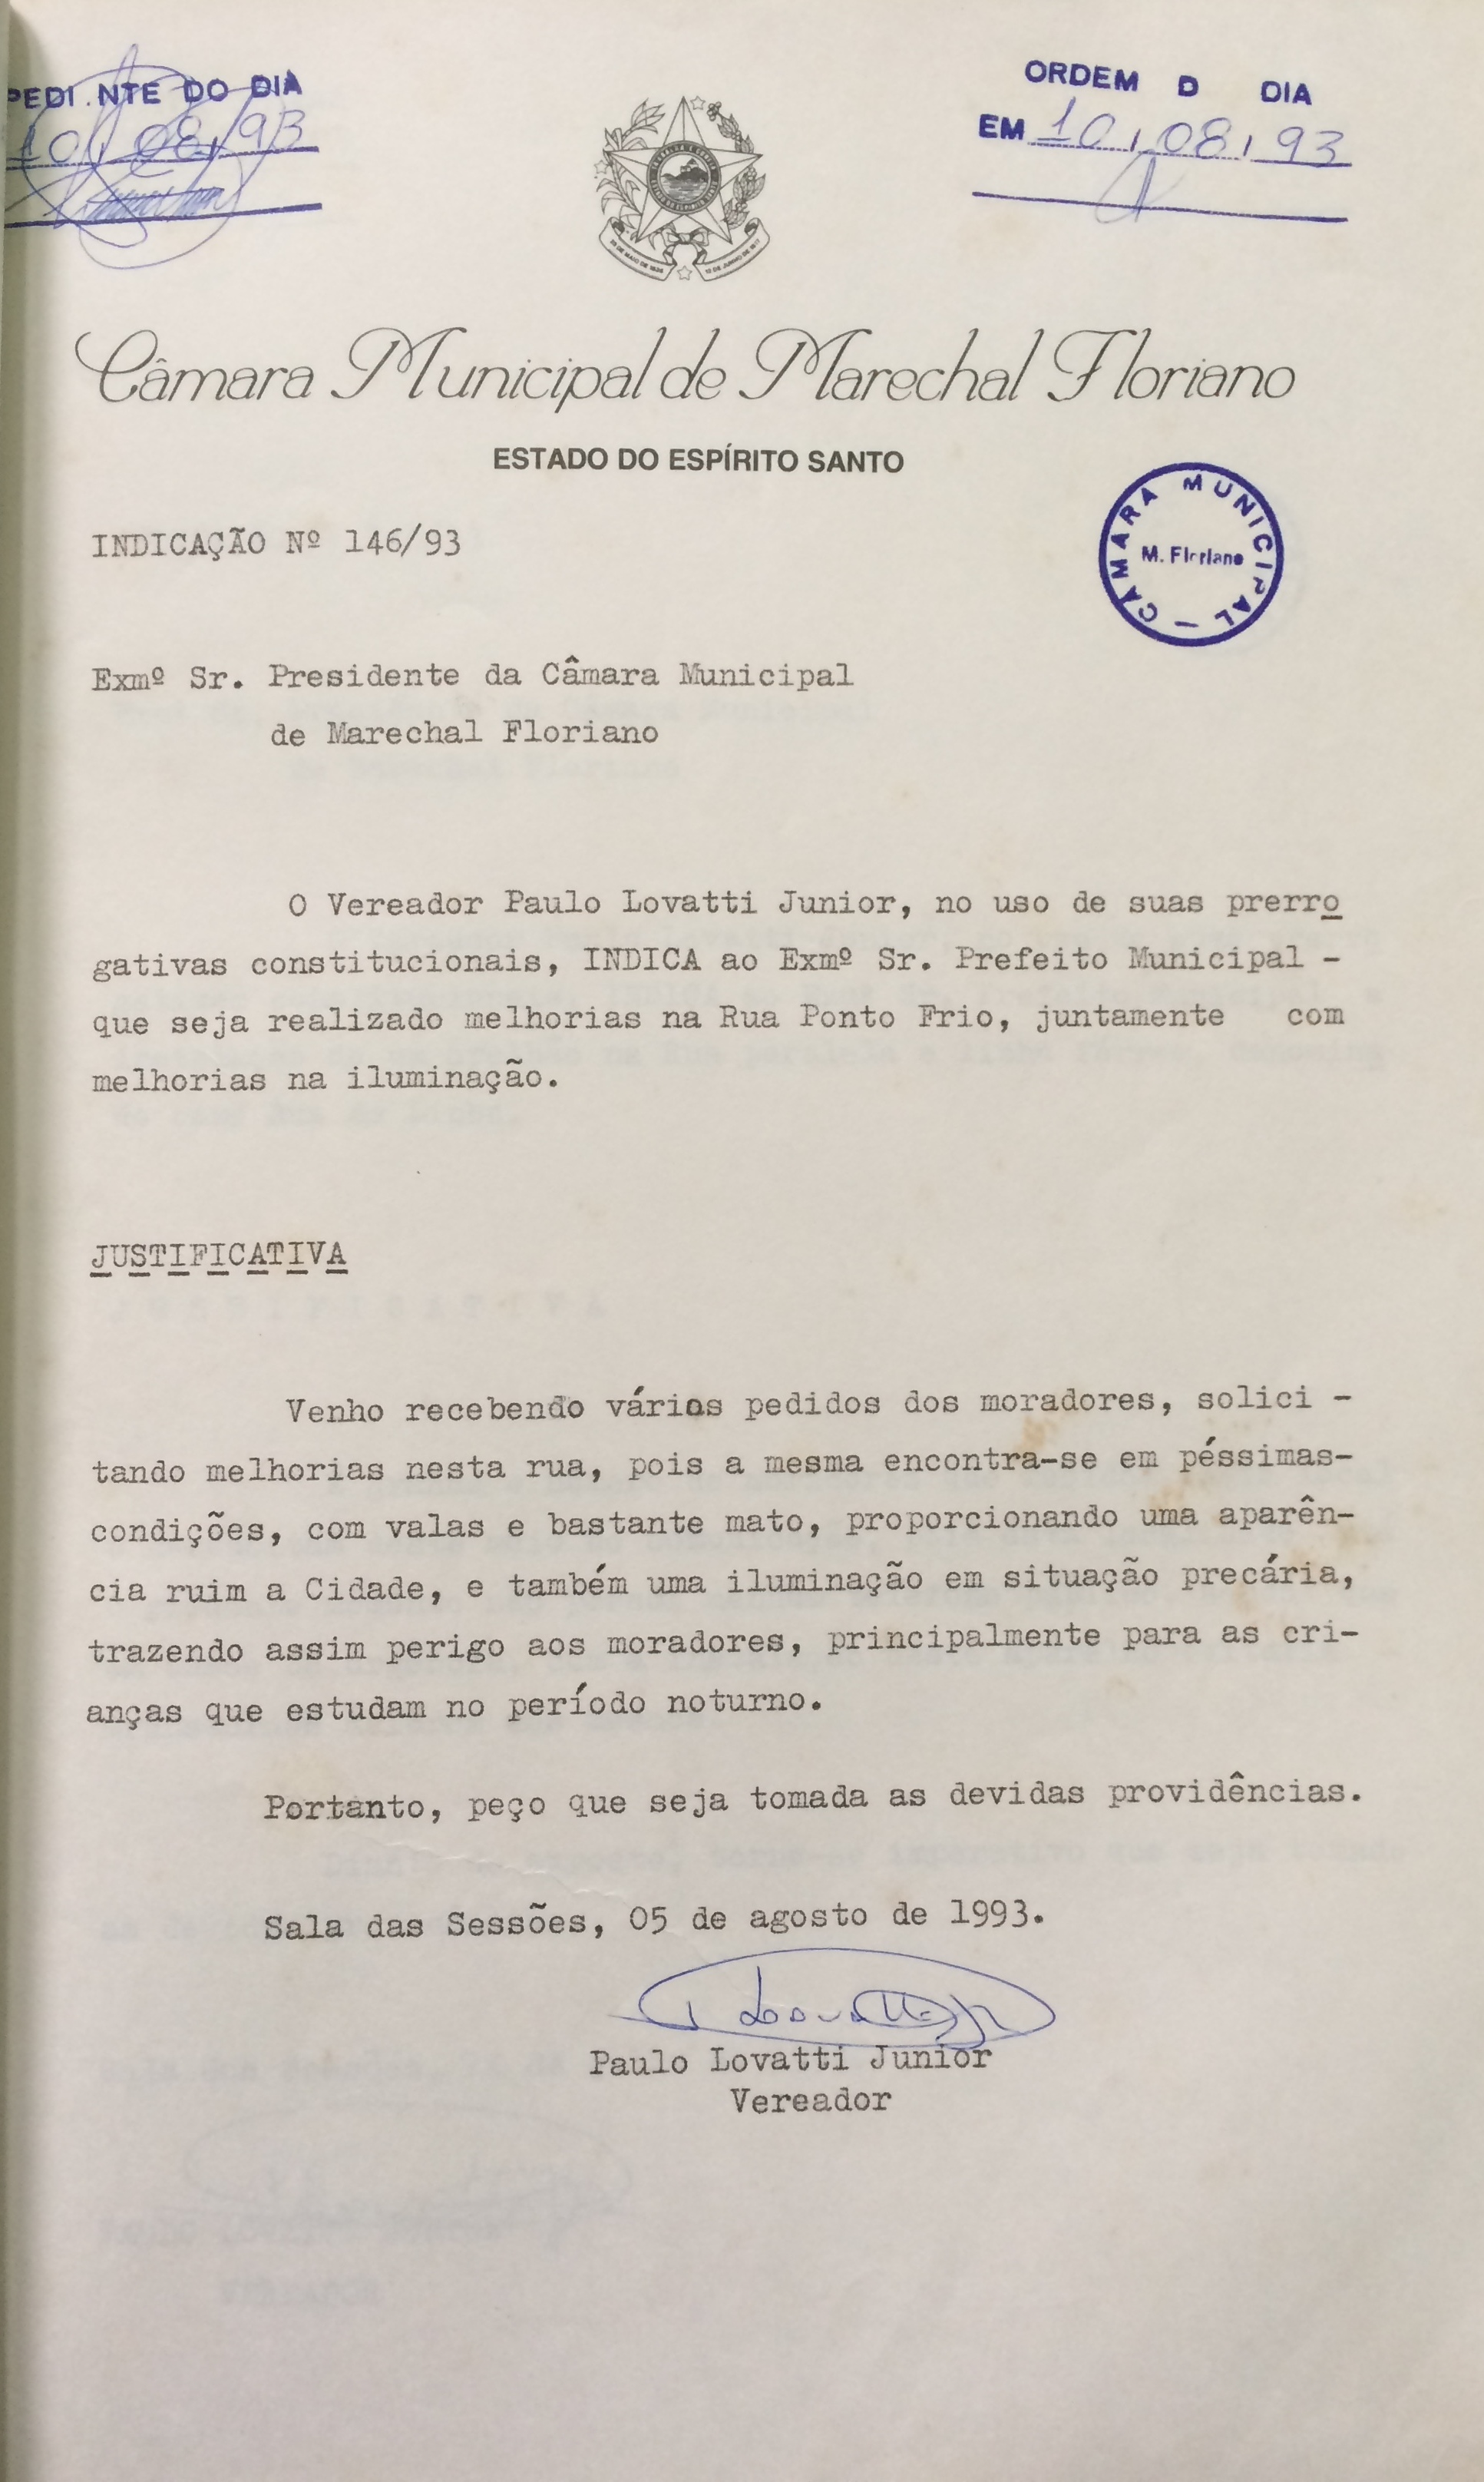 PEDI NTE DO DIA
10/08/93
ORDEM D DIA
EM 10,08,93
Câmara Municipal de Marechal Floriano
ESTADO DO ESPÍRITO SANTO
CÂMARA MUNICIPAL —
M. Floriano
INDICAÇÃO Nº 146/93
Exmº Sr. Presidente da Câmara Municipal
de Marechal Floriano
O Vereador Paulo Lovatti Junior, no uso de suas prerro
gativas constitucionais, INDICA ao Exmº Sr. Prefeito Municipal -
que seja realizado melhorias na Rua Ponto Frio, juntamente com
melhorias na iluminação.
JUSTIFICATIVA
Venho recebendo vários pedidos dos moradores, solici -
tando melhorias nesta rua, pois a mesma encontra-se em péssimas-
condições, com valas e bastante mato, proporcionando uma aparên-
cia ruim a Cidade, e também uma iluminação em situação precária,
trazendo assim perigo aos moradores, principalmente para as cri-
anças que estudam no período noturno.
Portanto, peço que seja tomada as devidas providências.
Sala das Sessões, 05 de agosto de 1993.
Paulo Lovatti Junior
Vereador